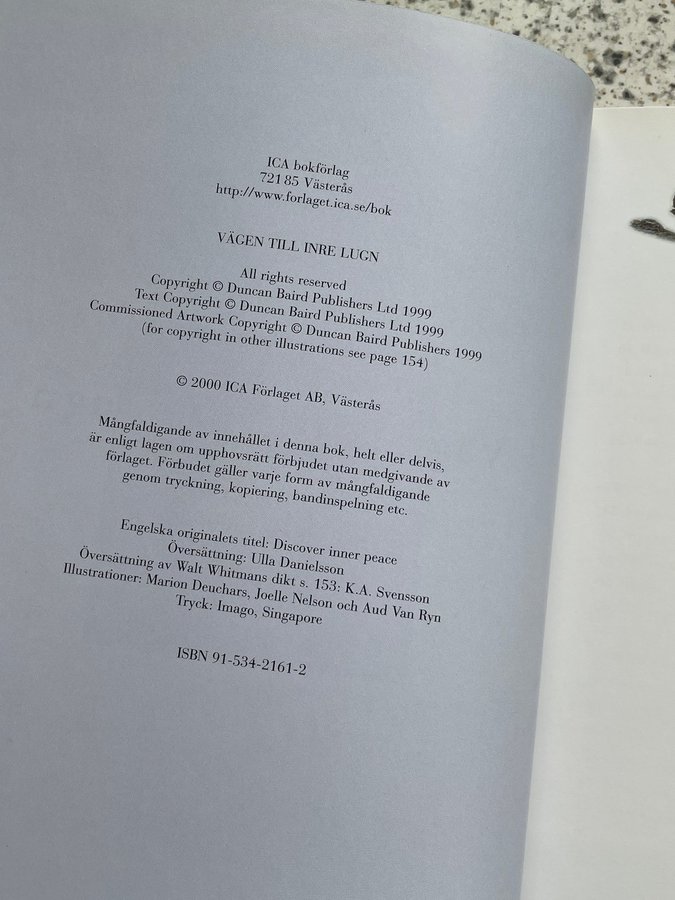 ICA bokförlag
721 85 Västerås
http://www.forlaget.ica.se/bok
VÄGEN TILL INRE LUGN
All rights reserved
Copyright © Duncan Baird Publishers Ltd 1999
Text Copyright © Duncan Baird Publishers Ltd 1999
Commissioned Artwork Copyright © Duncan Baird Publishers 1999
(for copyright in other illustrations see page 154)
© 2000 ICA Förlaget AB, Västerås
Mångfaldigande av innehållet i denna bok, helt eller delvis,
är enligt lagen om upphovsrätt förbjudet utan medgivande av
förlaget. Förbudet gäller varje form av mångfaldigande
genom tryckning, kopiering, bandinspelning etc.
Engelska originalets titel: Discover inner peace
Översättning: Ulla Danielsson
Översättning av Walt Whitmans dikt s. 153: K.A. Svensson
Illustrationer: Marion Deuchars, Joelle Nelson och Aud Van Ryn
Tryck: Imago, Singapore
ISBN 91-534-2161-2